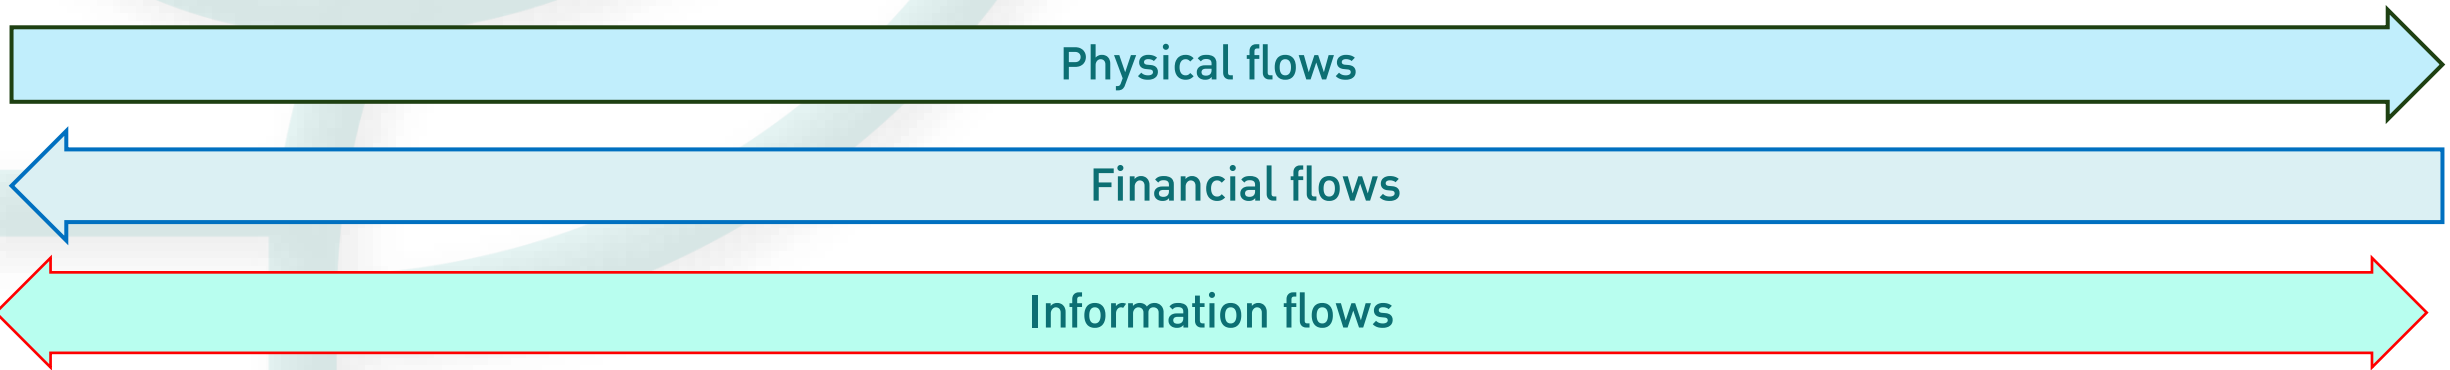 Physical flows
Financial flows
Information flows